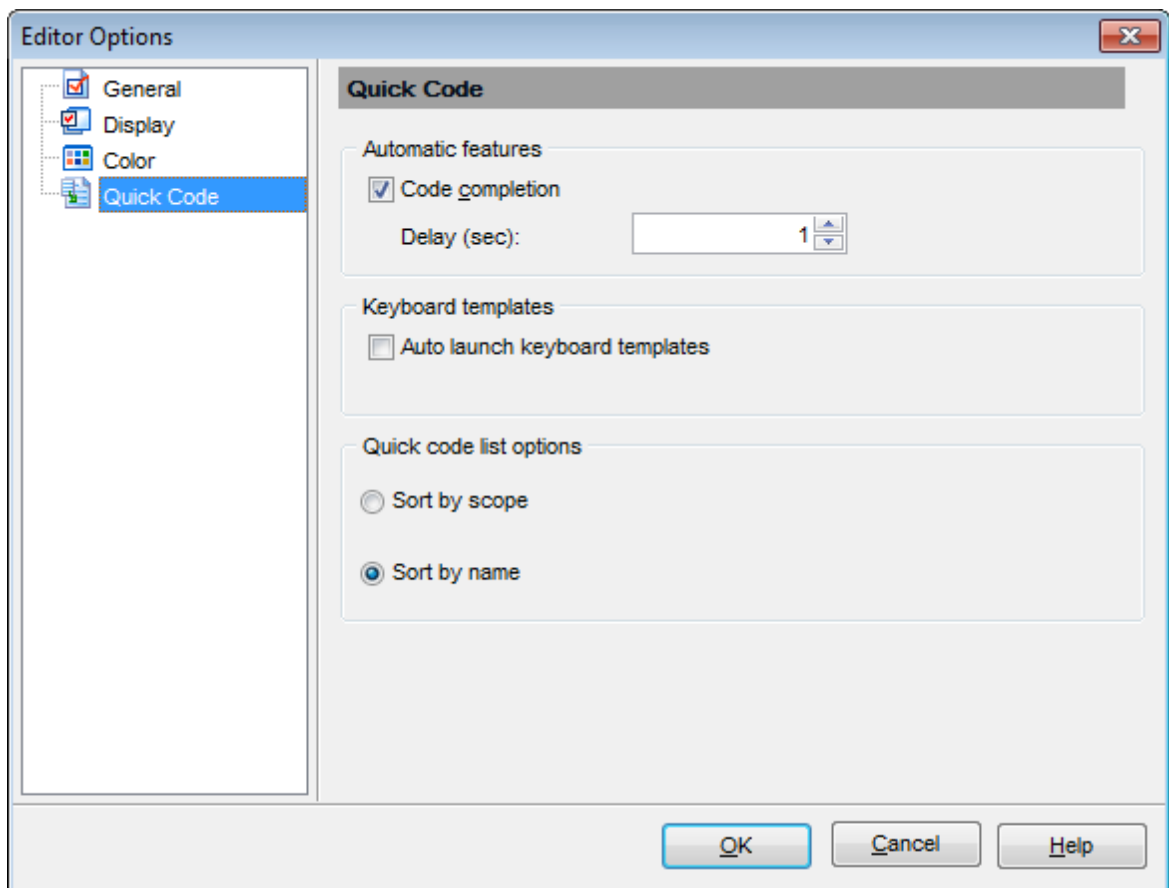 Editor Options
General
Display
Color
Quick Code
Quick Code
Automatic features
Code completion
Delay (sec): 1
Keyboard templates
Auto launch keyboard templates
Quick code list options
Sort by scope
Sort by name
OK Cancel Help